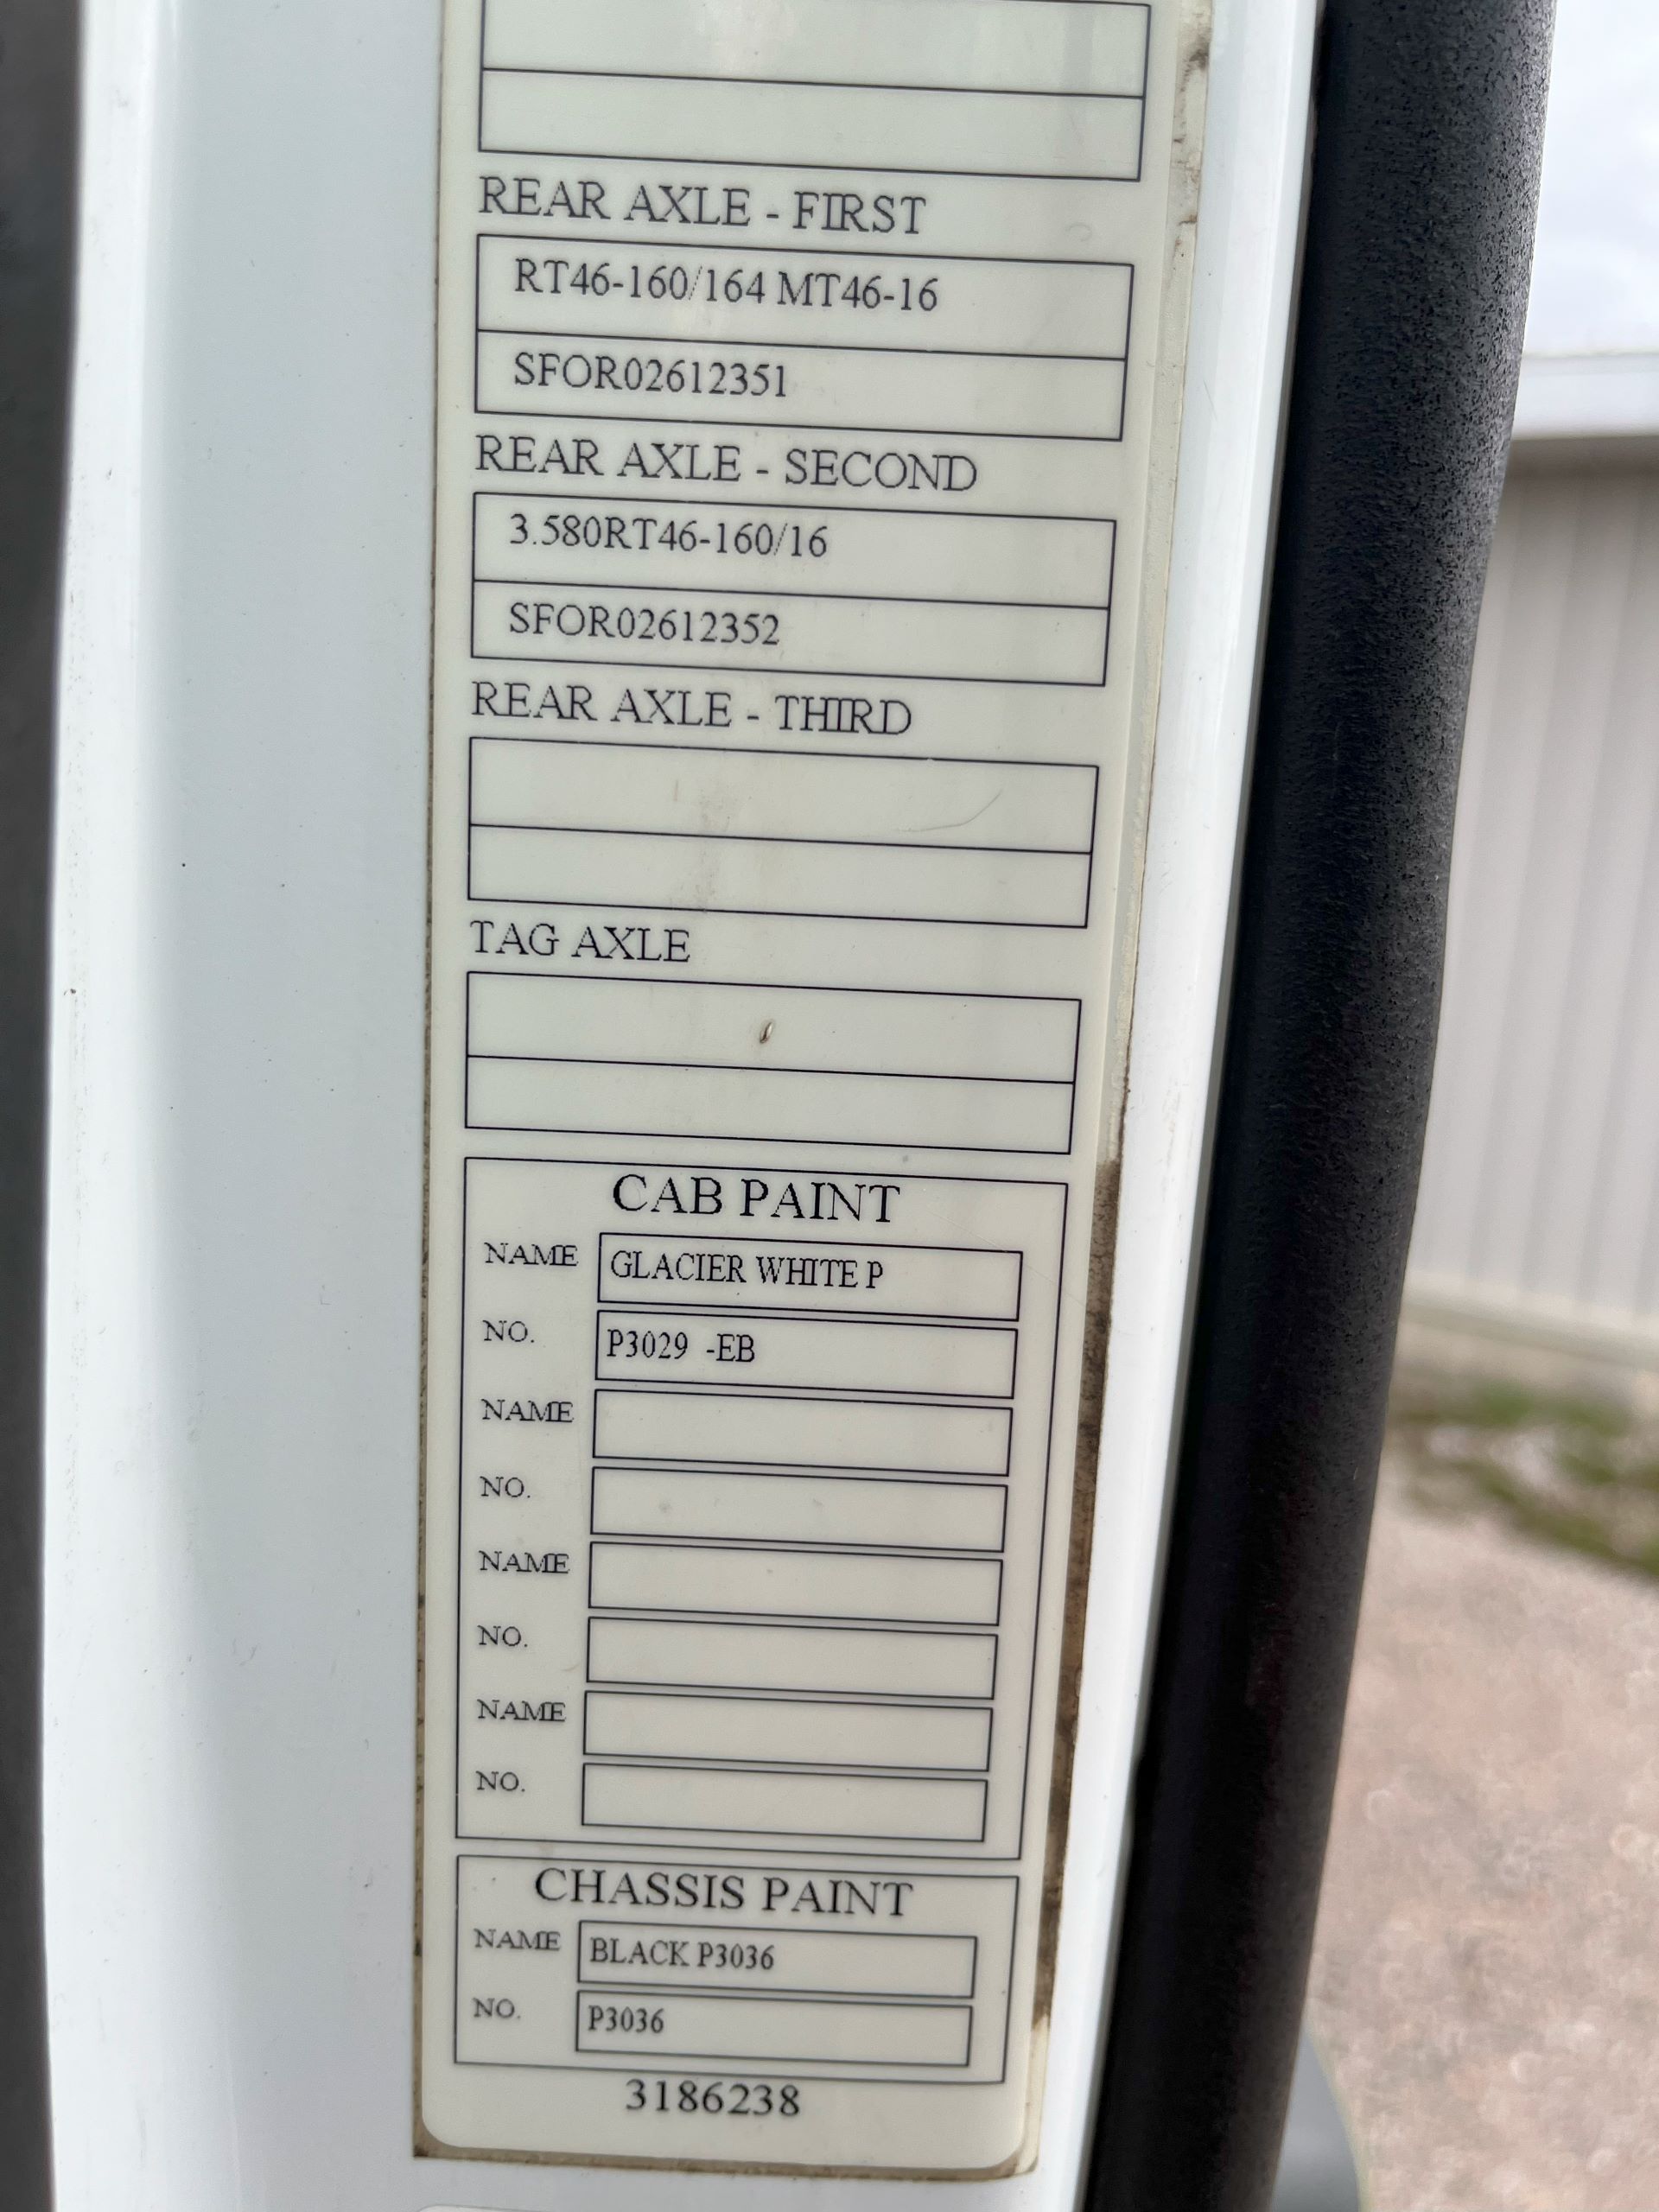 REAR AXLE - FIRST
RT46-160/164 MT46-16
SFOR02612351
REAR AXLE - SECOND
3.580RT46-160/16
SFOR02612352
REAR AXLE - THIRD
TAG AXLE
CAB PAINT
NAME GLACIER WHITE P
NO. P3029 -EB
NAME
NO.
NAME
NO.
NAME
NO.
CHASSIS PAINT
NAME BLACK P3036
NO. P3036
3186238